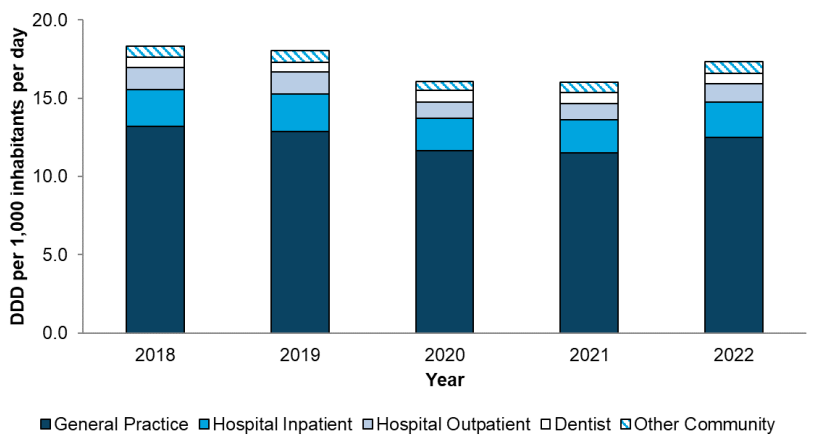 DDD per 1,000 inhabitants per day
20.0
15.0
10.0
5.0
0.0
2018 2019 2020 2021 2022
Year
General Practice Hospital Inpatient Hospital Outpatient Dentist Other Community